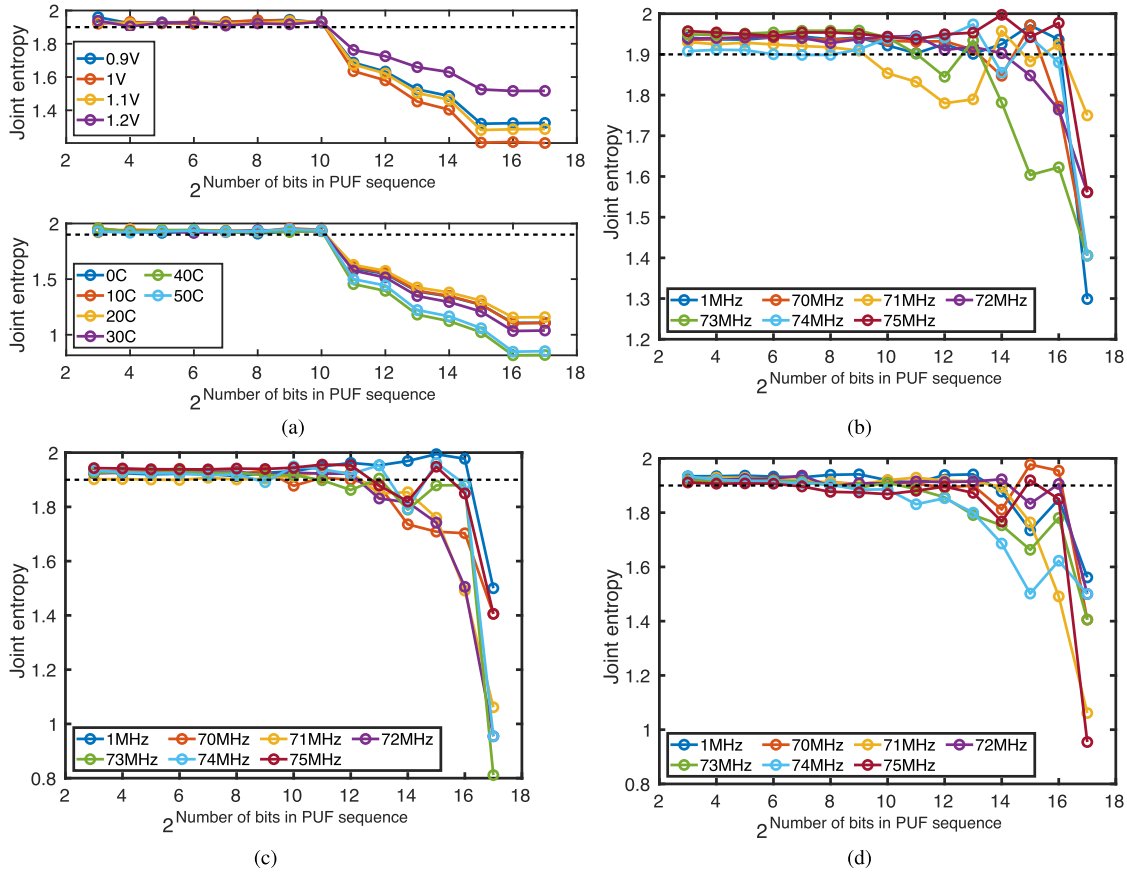 Joint entropy
2
1.8
1.6
1.4
0.9V
1V
1.1V
1.2V
2 4 6 8 10 12 14 16 18
2^Number of bits in PUF sequence
Joint entropy
1.5
1
0C 40C
10C 50C
20C
30C
2 4 6 8 10 12 14 16 18
2^Number of bits in PUF sequence
(a)
Joint entropy
2
1.9
1.8
1.7
1.6
1.5
1.4
1.3
1.2
1MHz 70MHz 71MHz 72MHz
73MHz 74MHz 75MHz
2 4 6 8 10 12 14 16 18
2^Number of bits in PUF sequence
(b)
Joint entropy
2
1.8
1.6
1.4
1.2
1
0.8
1MHz 70MHz 71MHz 72MHz
73MHz 74MHz 75MHz
2 4 6 8 10 12 14 16 18
2^Number of bits in PUF sequence
(c)
Joint entropy
2
1.8
1.6
1.4
1.2
1
0.8
1MHz 70MHz 71MHz 72MHz
73MHz 74MHz 75MHz
2 4 6 8 10 12 14 16 18
2^Number of bits in PUF sequence
(d)